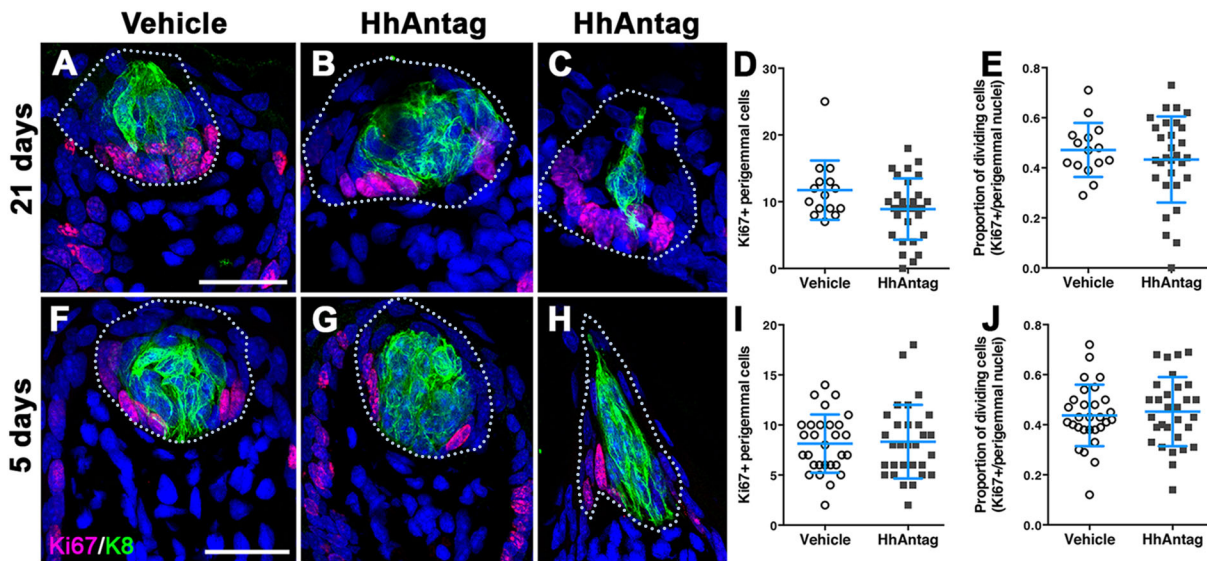 Vehicle HhAntag HhAntag
21 days
A B C
D
Ki67+ perigemmal cells
30
20
10
0
Vehicle HhAntag
E
Proportion of dividing cells
(Ki67+/perigemmal nuclei)
0.8
0.6
0.4
0.2
0.0
Vehicle HhAntag
5 days
F G H
Ki67/K8
I
Ki67+ perigemmal cells
20
15
10
5
0
Vehicle HhAntag
J
Proportion of dividing cells
(Ki67+/perigemmal nuclei)
0.8
0.6
0.4
0.2
0.0
Vehicle HhAntag